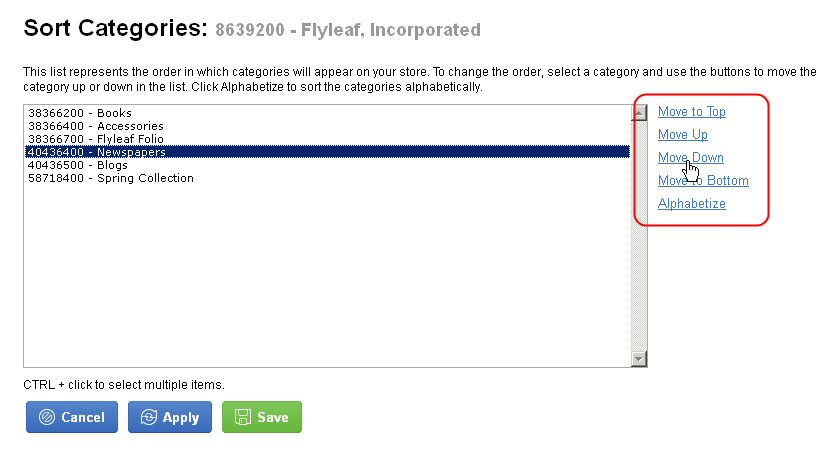 Sort Categories: 8639200 - Flyleaf, Incorporated
This list represents the order in which categories will appear on your store. To change the order, select a category and use the buttons to move the
category up or down in the list. Click Alphabetize to sort the categories alphabetically.
38366200 - Books
38366400 - Accessories
38366700 - Flyleaf Folio
40436400 - Newspapers
40436500 - Blogs
58718400 - Spring Collection
Move to Top
Move Up
Move Down
Move to Bottom
Alphabetize
CTRL + click to select multiple items.
Cancel Apply Save